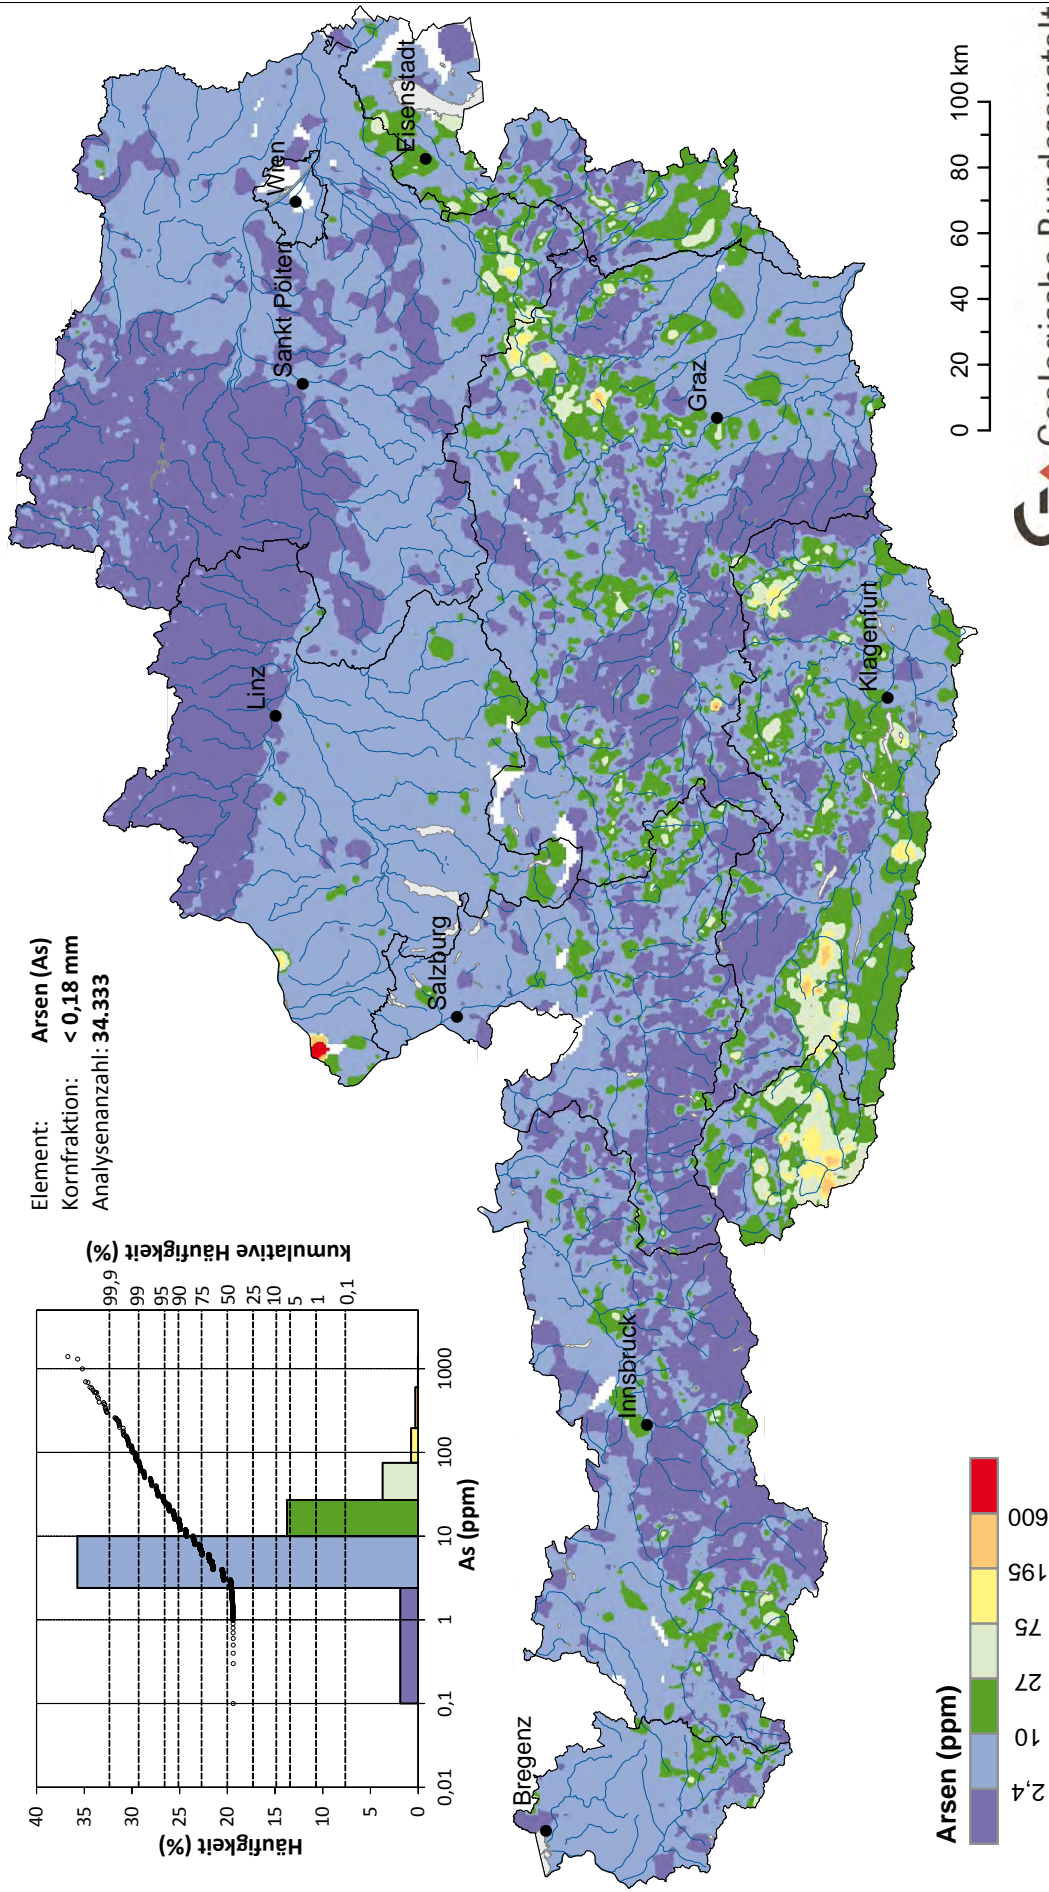 Element: Arsen (As)
Kornfraktion: < 0,18 mm
Analysenanzahl: 34.333
Häufigkeit (%)
40
35
30
25
20
15
10
5
0
kumulative Häufigkeit (%)
99,9
99
95
90
75
50
25
10
5
1
0,1
0,01
0,1
1
10
100
1000
As (ppm)
Bregenz
Innsbruck
Salzburg
Linz
Sankt Pölten
Wien
Eisenstadt
Graz
Klagenfurt
Arsen (ppm)
2,4
10
27
75
195
600
0 20 40 60 80 100 km